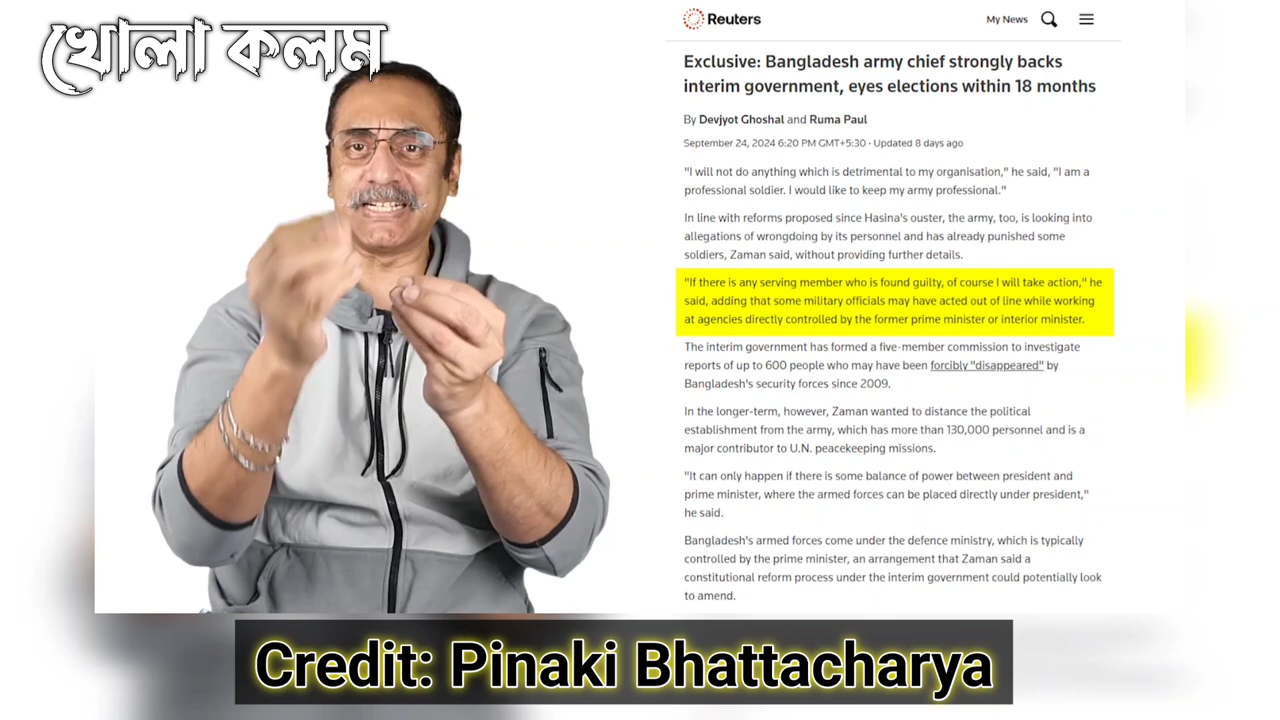 খোলা কলম
Reuters
My News
Exclusive: Bangladesh army chief strongly backs
interim government, eyes elections within 18 months
By Devjyot Ghoshal and Ruma Paul
September 24, 2024 6:20 PM GMT+5:30 · Updated 8 days ago
"I will not do anything which is detrimental to my organisation," he said, "I am a
professional soldier. I would like to keep my army professional."
In line with reforms proposed since Hasina's ouster, the army, too, is looking into
allegations of wrongdoing by its personnel and has already punished some
soldiers, Zaman said, without providing further details.
"If there is any serving member who is found guilty, of course I will take action," he
said, adding that some military officials may have acted out of line while working
at agencies directly controlled by the former prime minister or interior minister.
The interim government has formed a five-member commission to investigate
reports of up to 600 people who may have been forcibly "disappeared" by
Bangladesh's security forces since 2009.
In the longer-term, however, Zaman wanted to distance the political
establishment from the army, which has more than 130,000 personnel and is a
major contributor to U.N. peacekeeping missions.
"It can only happen if there is some balance of power between president and
prime minister, where the armed forces can be placed directly under president,"
he said.
Bangladesh's armed forces come under the defence ministry, which is typically
controlled by the prime minister, an arrangement that Zaman said a
constitutional reform process under the interim government could potentially look
to amend.
Credit: Pinaki Bhattacharya